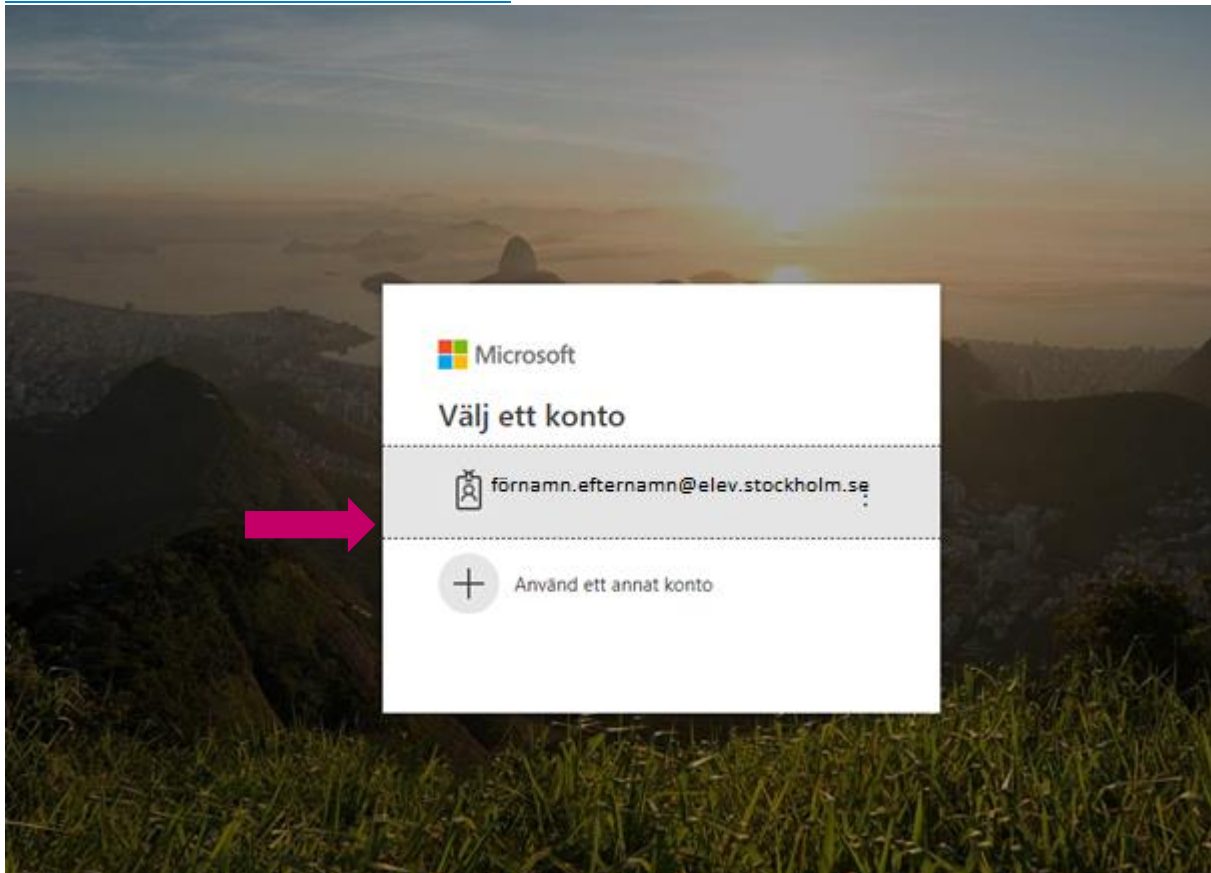 Microsoft
Välj ett konto
förnamn.efternamn@elev.stockholm.se
Använd ett annat konto